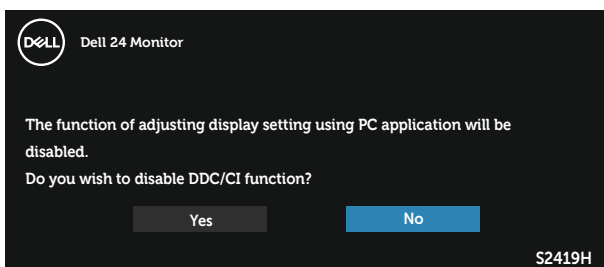 DELL
Dell 24 Monitor
The function of adjusting display setting using PC application will be
disabled.
Do you wish to disable DDC/CI function?
Yes
No
S2419H